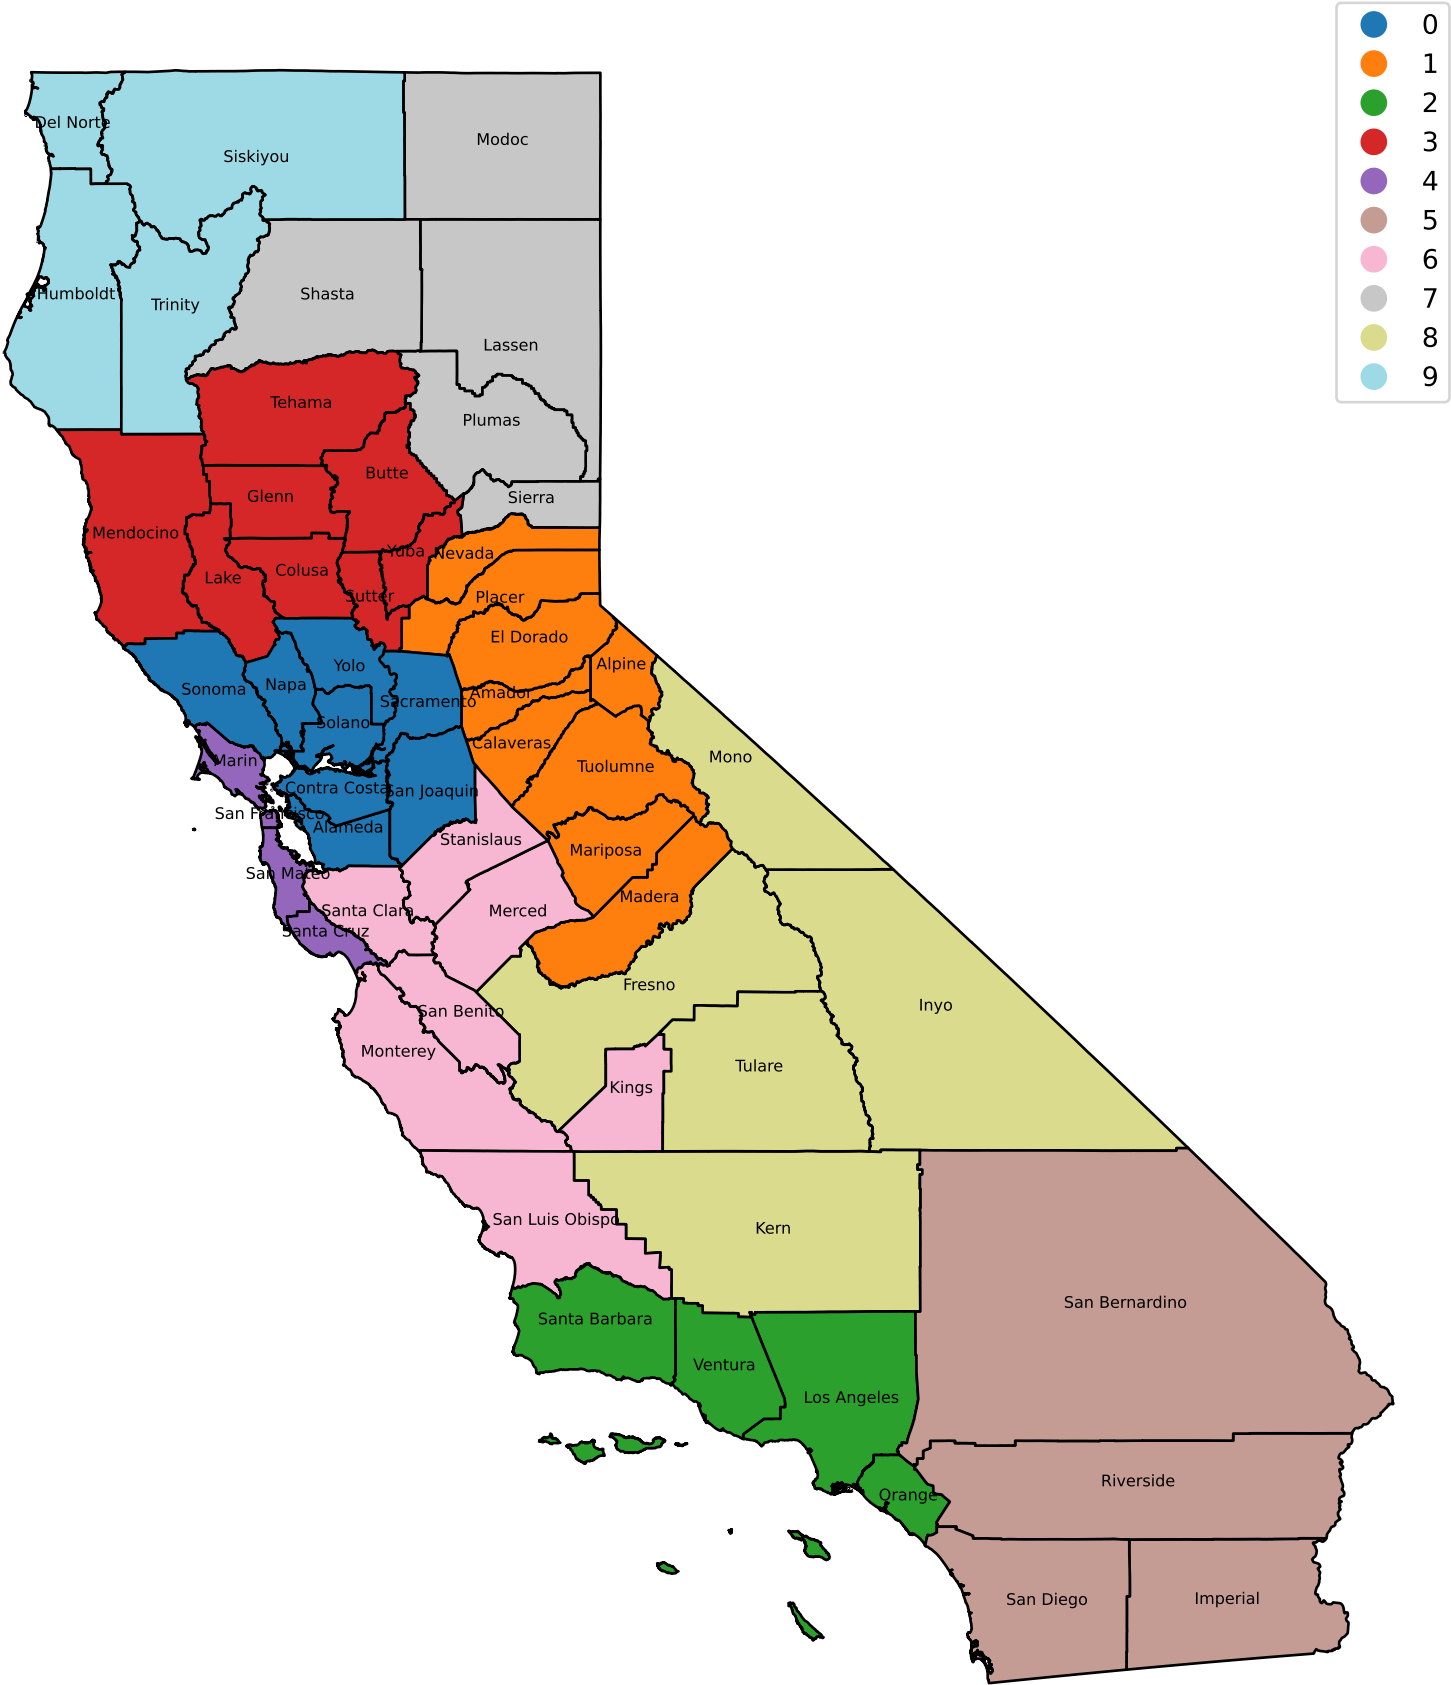 0
1
2
3
4
5
6
7
8
9
Del Norte
Siskiyou
Modoc
Humboldt
Trinity
Shasta
Lassen
Tehama
Plumas
Butte
Glenn
Sierra
Mendocino
Yuba
Nevada
Lake
Colusa
Sutter
Placer
El Dorado
Yolo
Alpine
Sonoma
Napa
Sacramento
Amador
Solano
Calaveras
Marin
Tuolumne
Mono
Contra Costa
San Joaquin
San Francisco
Alameda
Stanislaus
Mariposa
San Mateo
Madera
Santa Clara
Merced
Santa Cruz
Fresno
San Benito
Inyo
Monterey
Tulare
Kings
San Luis Obispo
Kern
San Bernardino
Santa Barbara
Ventura
Los Angeles
Riverside
Orange
San Diego
Imperial